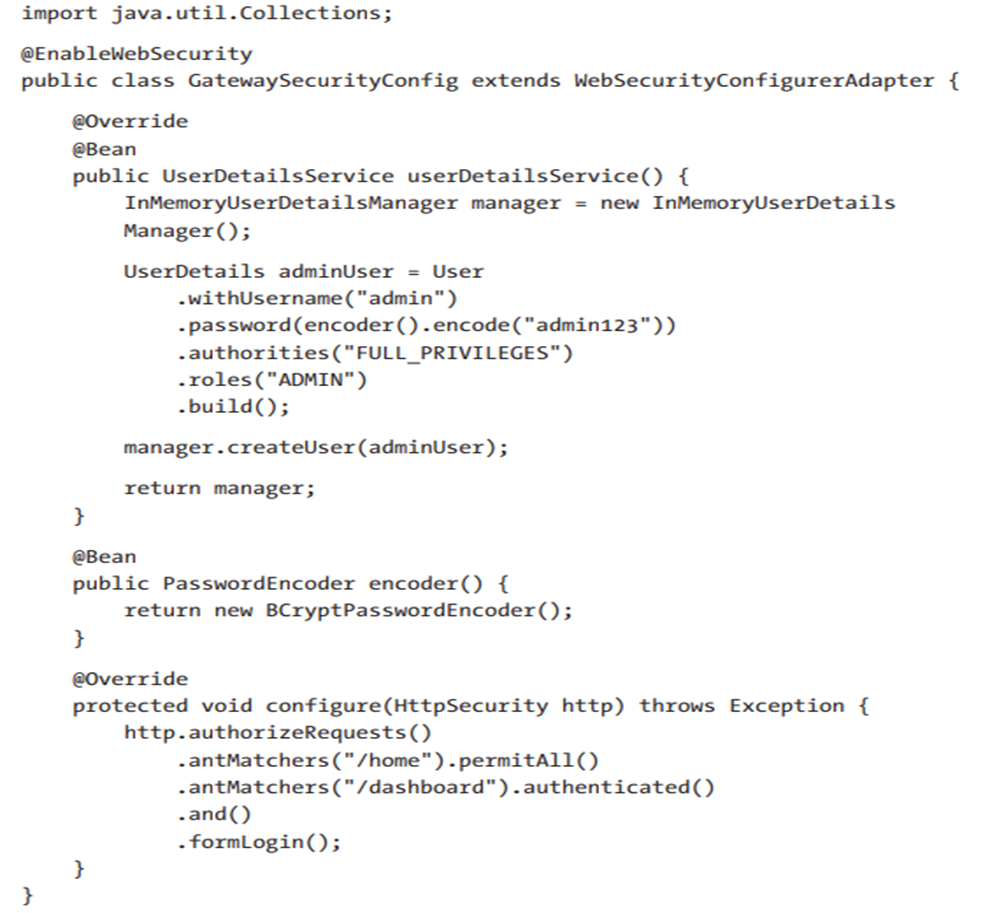 import java.util.Collections;
@EnableWebSecurity
public class GatewaySecurityConfig extends WebSecurityConfigurerAdapter {
@Override
@Bean
public UserDetailsService userDetailsService() {
InMemoryUserDetailsManager manager = new InMemoryUserDetails
Manager();
UserDetails adminUser = User
.withUsername("admin")
.password(encoder().encode("admin123"))
.authorities("FULL_PRIVILEGES")
.roles("ADMIN")
.build();
manager.createUser(adminUser);
return manager;
}
@Bean
public PasswordEncoder encoder() {
return new BCryptPasswordEncoder();
}
@Override
protected void configure(HttpSecurity http) throws Exception {
http.authorizeRequests()
.antMatchers("/home").permitAll()
.antMatchers("/dashboard").authenticated()
.and()
.formLogin();
}
}